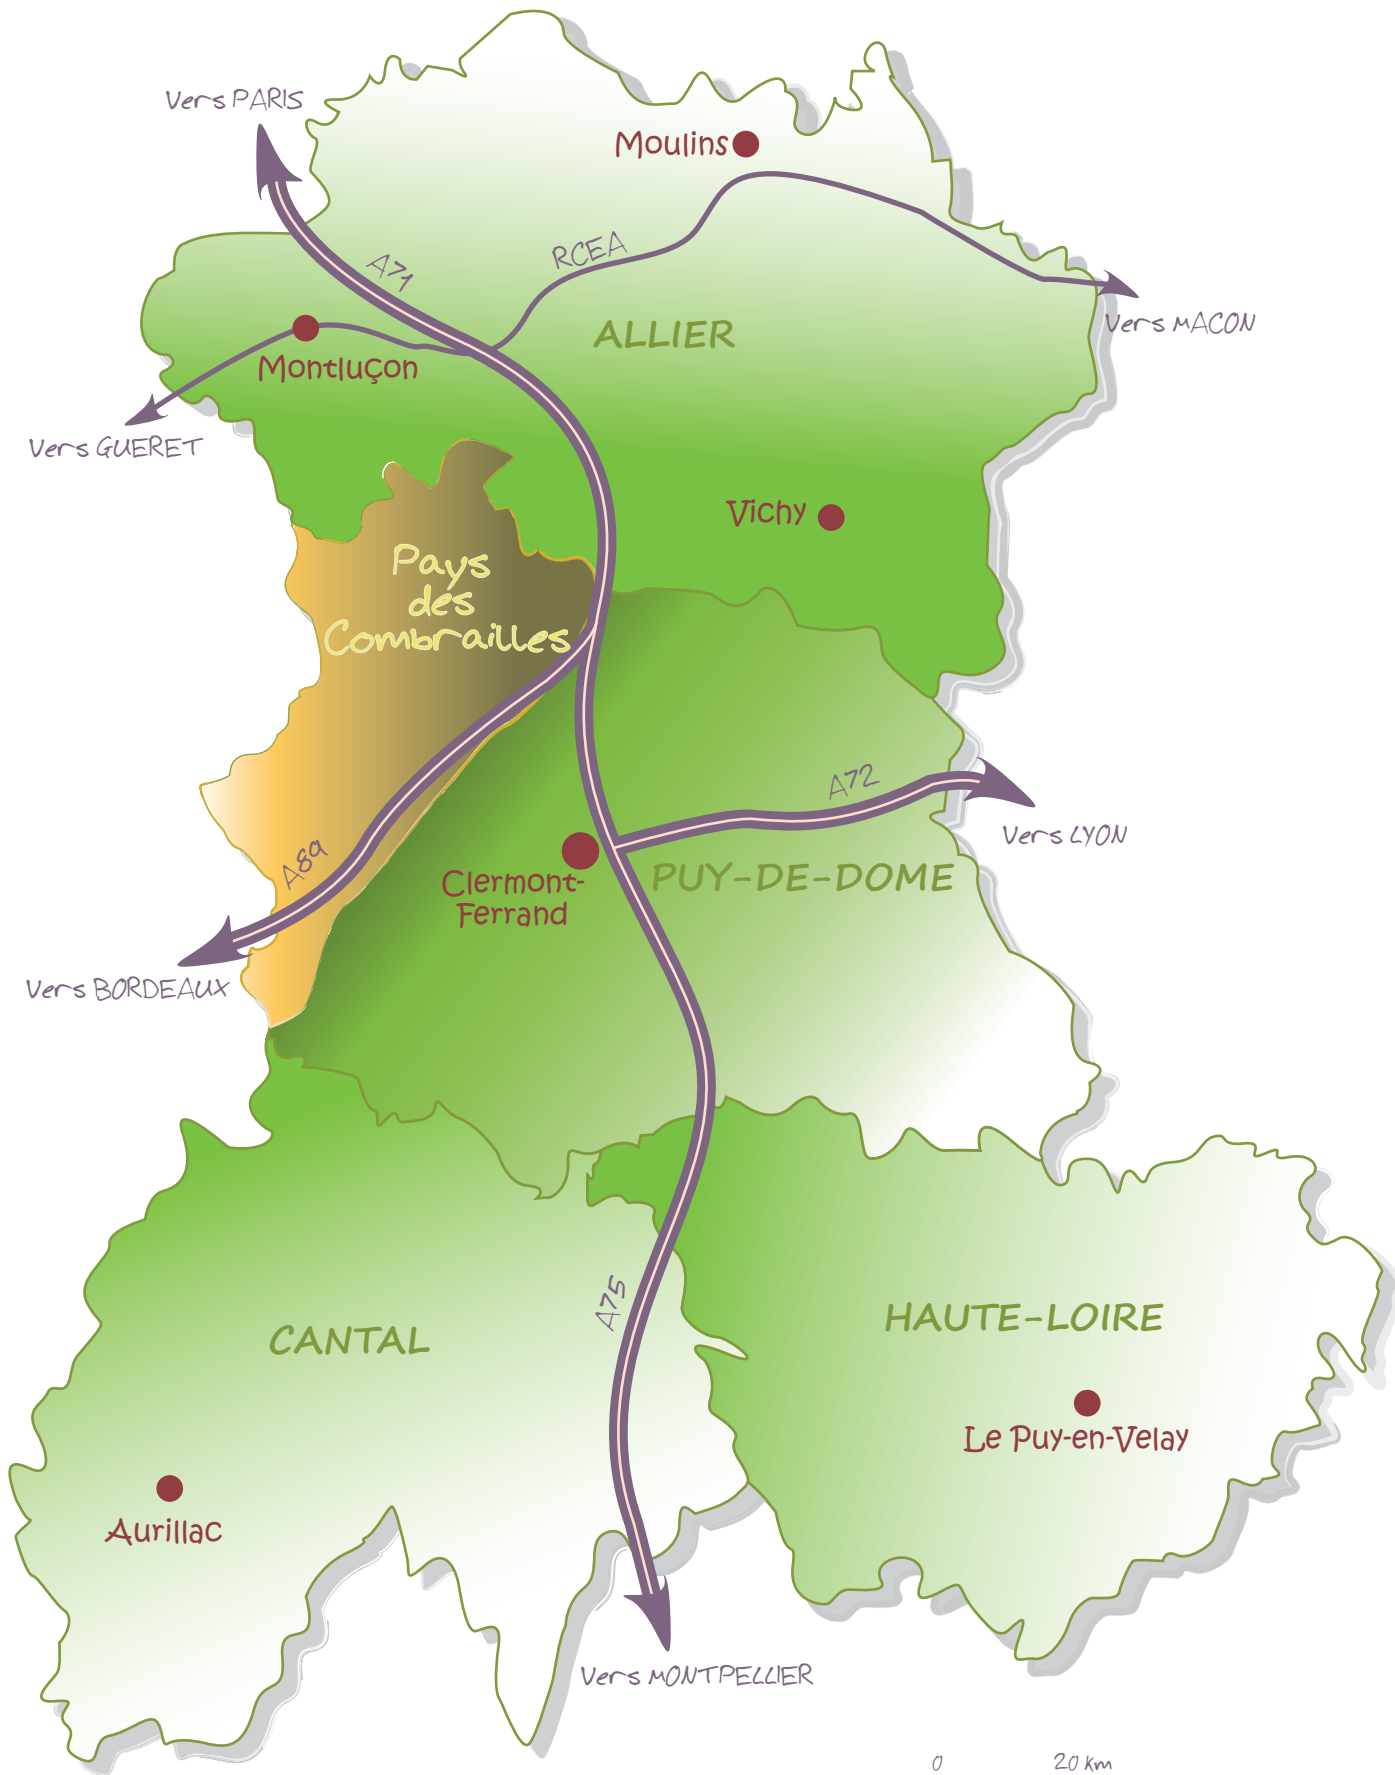 Vers PARIS
Moulins
RCEA
A71
Vers MACON
ALLIER
Montluçon
Vers GUERET
Vichy
Pays
des
Combrailles
A72
Vers LYON
A89
Clermont-
Ferrand
PUY-DE-DOME
Vers BORDEAUX
A75
HAUTE-LOIRE
CANTAL
Le Puy-en-Velay
Aurillac
Vers MONTPELLIER
0 20 km